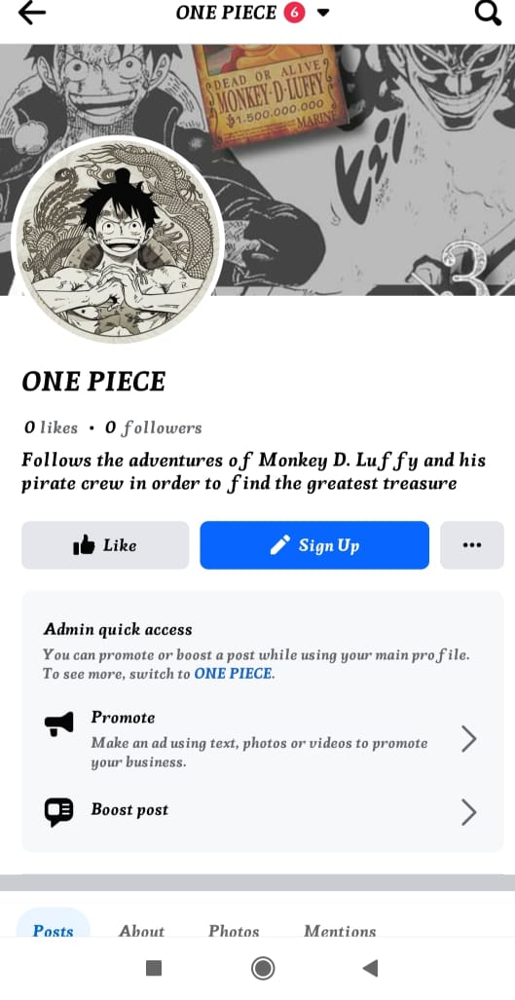 ONE PIECE 6
DEAD OR ALIVE
MONKEY·D·LUFFY
$1.500.000.000
MARINE
3
ONE PIECE
0 likes • 0 followers
Follows the adventures of Monkey D. Luffy and his
pirate crew in order to find the greatest treasure
Like
Sign Up
Admin quick access
You can promote or boost a post while using your main profile.
To see more, switch to ONE PIECE.
Promote
Make an ad using text, photos or videos to promote
your business.
Boost post
Posts About Photos Mentions